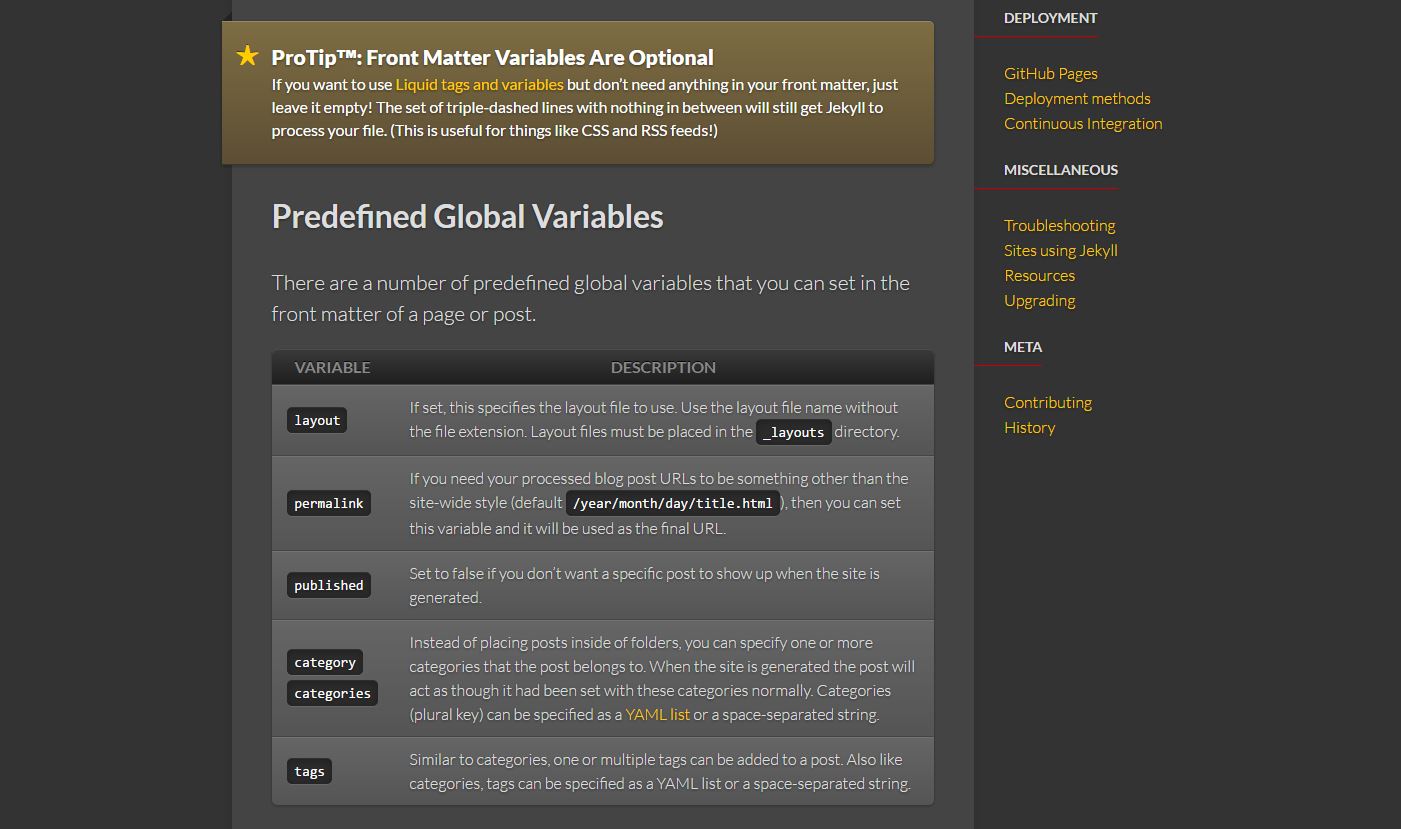 ProTip™: Front Matter Variables Are Optional
If you want to use Liquid tags and variables but don’t need anything in your front matter, just
leave it empty! The set of triple-dashed lines with nothing in between will still get Jekyll to
process your file. (This is useful for things like CSS and RSS feeds!)
Predefined Global Variables
There are a number of predefined global variables that you can set in the
front matter of a page or post.
VARIABLE DESCRIPTION
layout
If set, this specifies the layout file to use. Use the layout file name without
the file extension. Layout files must be placed in the _layouts directory.
permalink
If you need your processed blog post URLs to be something other than the
site-wide style (default /year/month/day/title.html), then you can set
this variable and it will be used as the final URL.
published
Set to false if you don’t want a specific post to show up when the site is
generated.
category
categories
Instead of placing posts inside of folders, you can specify one or more
categories that the post belongs to. When the site is generated the post will
act as though it had been set with these categories normally. Categories
(plural key) can be specified as a YAML list or a space-separated string.
tags
Similar to categories, one or multiple tags can be added to a post. Also like
categories, tags can be specified as a YAML list or a space-separated string.
DEPLOYMENT
GitHub Pages
Deployment methods
Continuous Integration
MISCELLANEOUS
Troubleshooting
Sites using Jekyll
Resources
Upgrading
META
Contributing
History